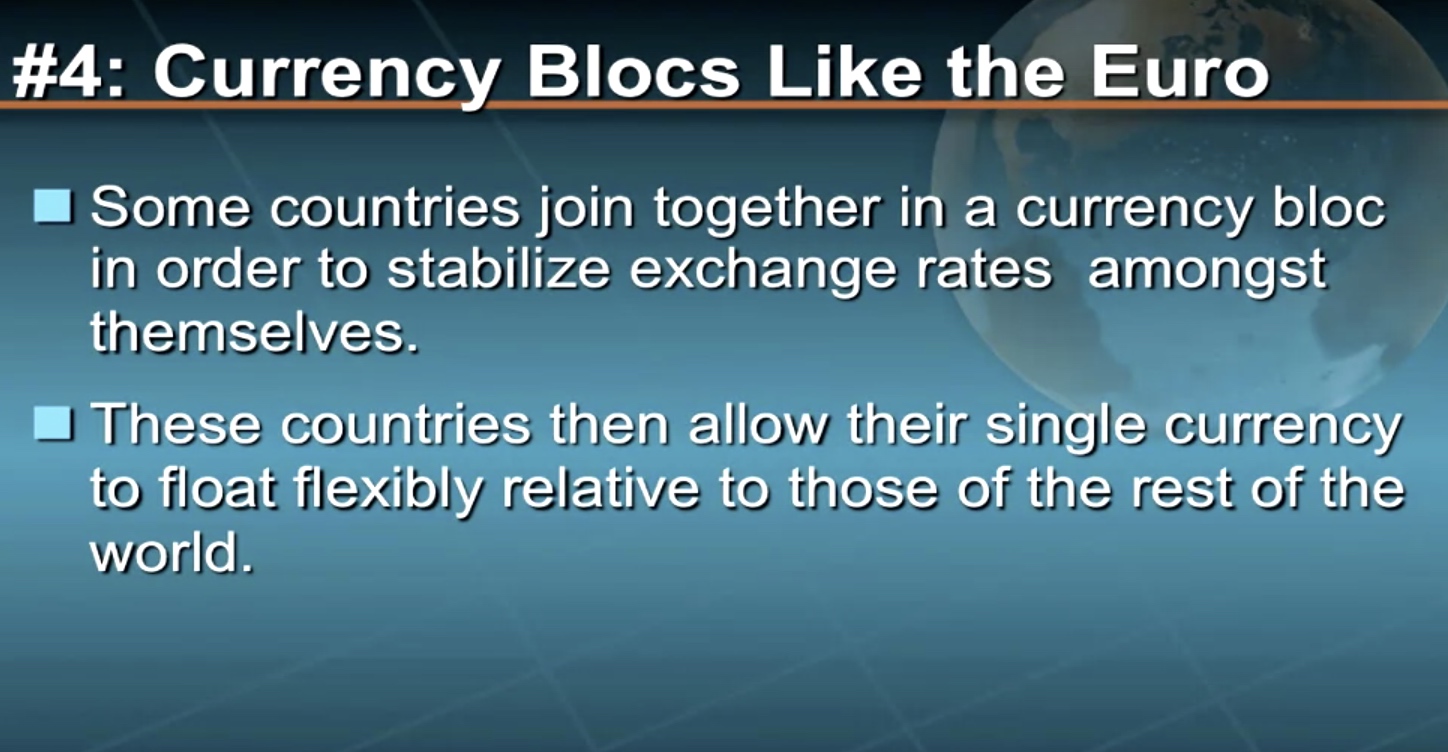 #4: Currency Blocs Like the Euro
Some countries join together in a currency bloc
in order to stabilize exchange rates  amongst
themselves.
These countries then allow their single currency
to float flexibly relative to those of the rest of the
world.